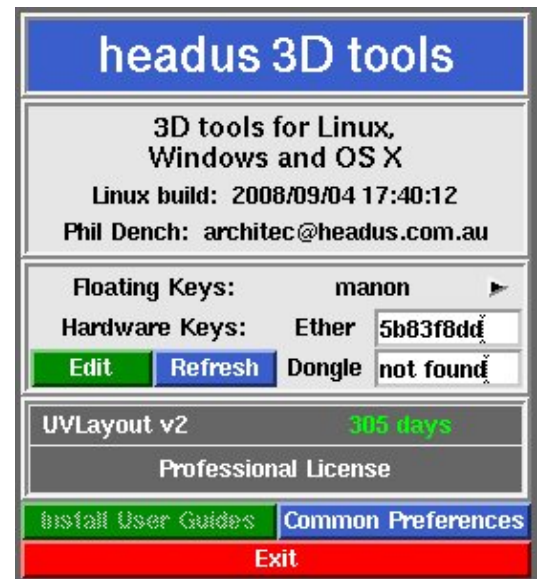 headus 3D tools
3D tools for Linux,
Windows and OS X
Linux build: 2008/09/04 17:40:12
Phil Dench: architec@headus.com.au
Floating Keys: manon
Hardware Keys: Ether 5b83f8dd
Edit Refresh Dongle not found
UVLayout v2 305 days
Professional License
Install User Guides Common Preferences
Exit